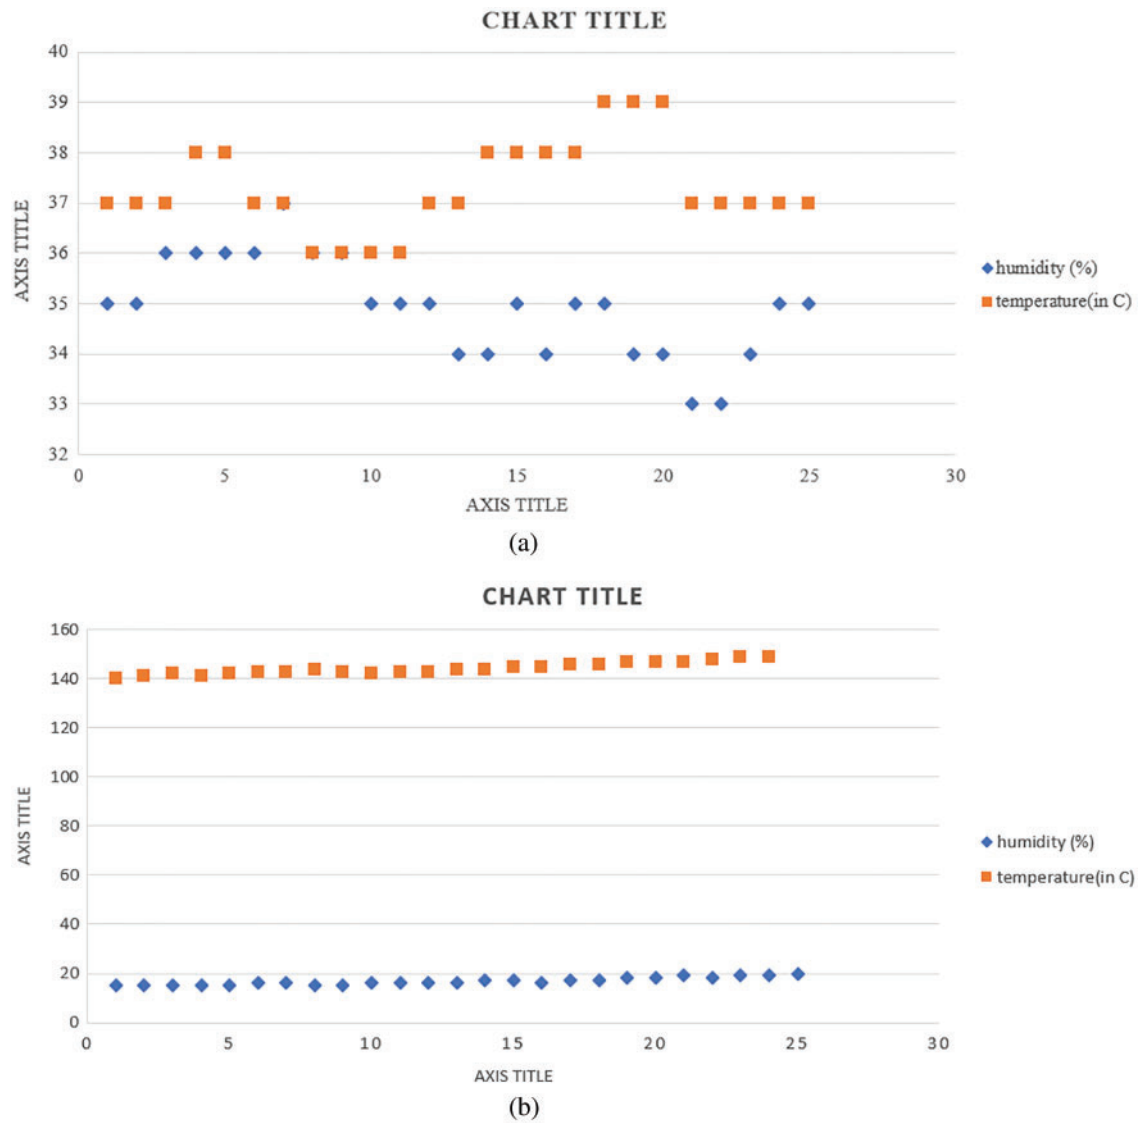 CHART TITLE
40
39
38
37
36
35
34
33
32
AXIS TITLE
0 5 10 15 20 25 30
AXIS TITLE
humidity (%)
temperature(in C)
(a)
CHART TITLE
160
140
120
100
80
60
40
20
0
AXIS TITLE
0 5 10 15 20 25 30
AXIS TITLE
humidity (%)
temperature(in C)
(b)